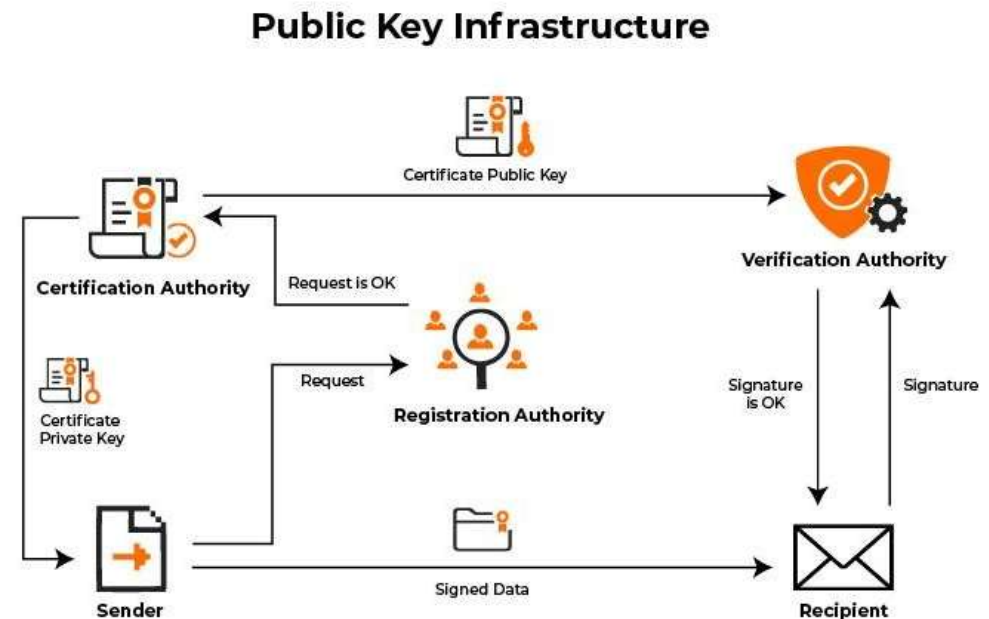 Public Key Infrastructure
Certificate Public Key
Certification Authority
Verification Authority
Request is OK
Request
Registration Authority
Certificate
Private Key
Signature
is OK
Signature
Signed Data
Sender
Recipient